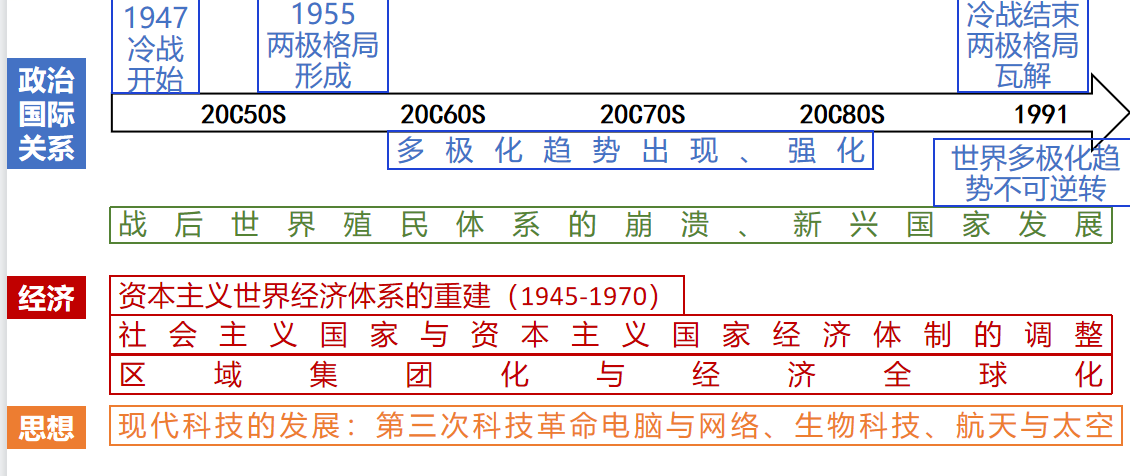 1947
冷战
开始
1955
两极格局
形成
冷战结束
两极格局
瓦解
政治
国际
关系
20C50S 20C60S 20C70S 20C80S 1991
多极化趋势出现、强化
世界多极化趋
势不可逆转
战后世界殖民体系的崩溃、新兴国家发展
经济
资本主义世界经济体系的重建（1945-1970）
社会主义国家与资本主义国家经济体制的调整
区域集团化与经济全球化
思想
现代科技的发展：第三次科技革命电脑与网络、生物科技、航天与太空